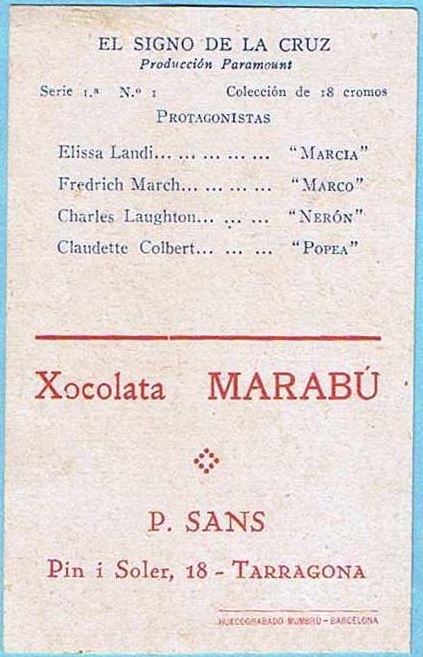 EL SIGNO DE LA CRUZ
Producción Paramount
Serie 1.ª N.º 1 Colección de 18 cromos
PROTAGONISTAS
Elissa Landi... ... ... ... ... "MARCIA"
Fredrich March... ... ... ... "MARCO"
Charles Laughton... ... ... "NERÓN"
Claudette Colbert... ... ... "POPEA"
Xocolata MARABÚ
P. SANS
Pin i Soler, 18 - TARRAGONA
HUECOGRABADO MUMBRÚ - BARCELONA